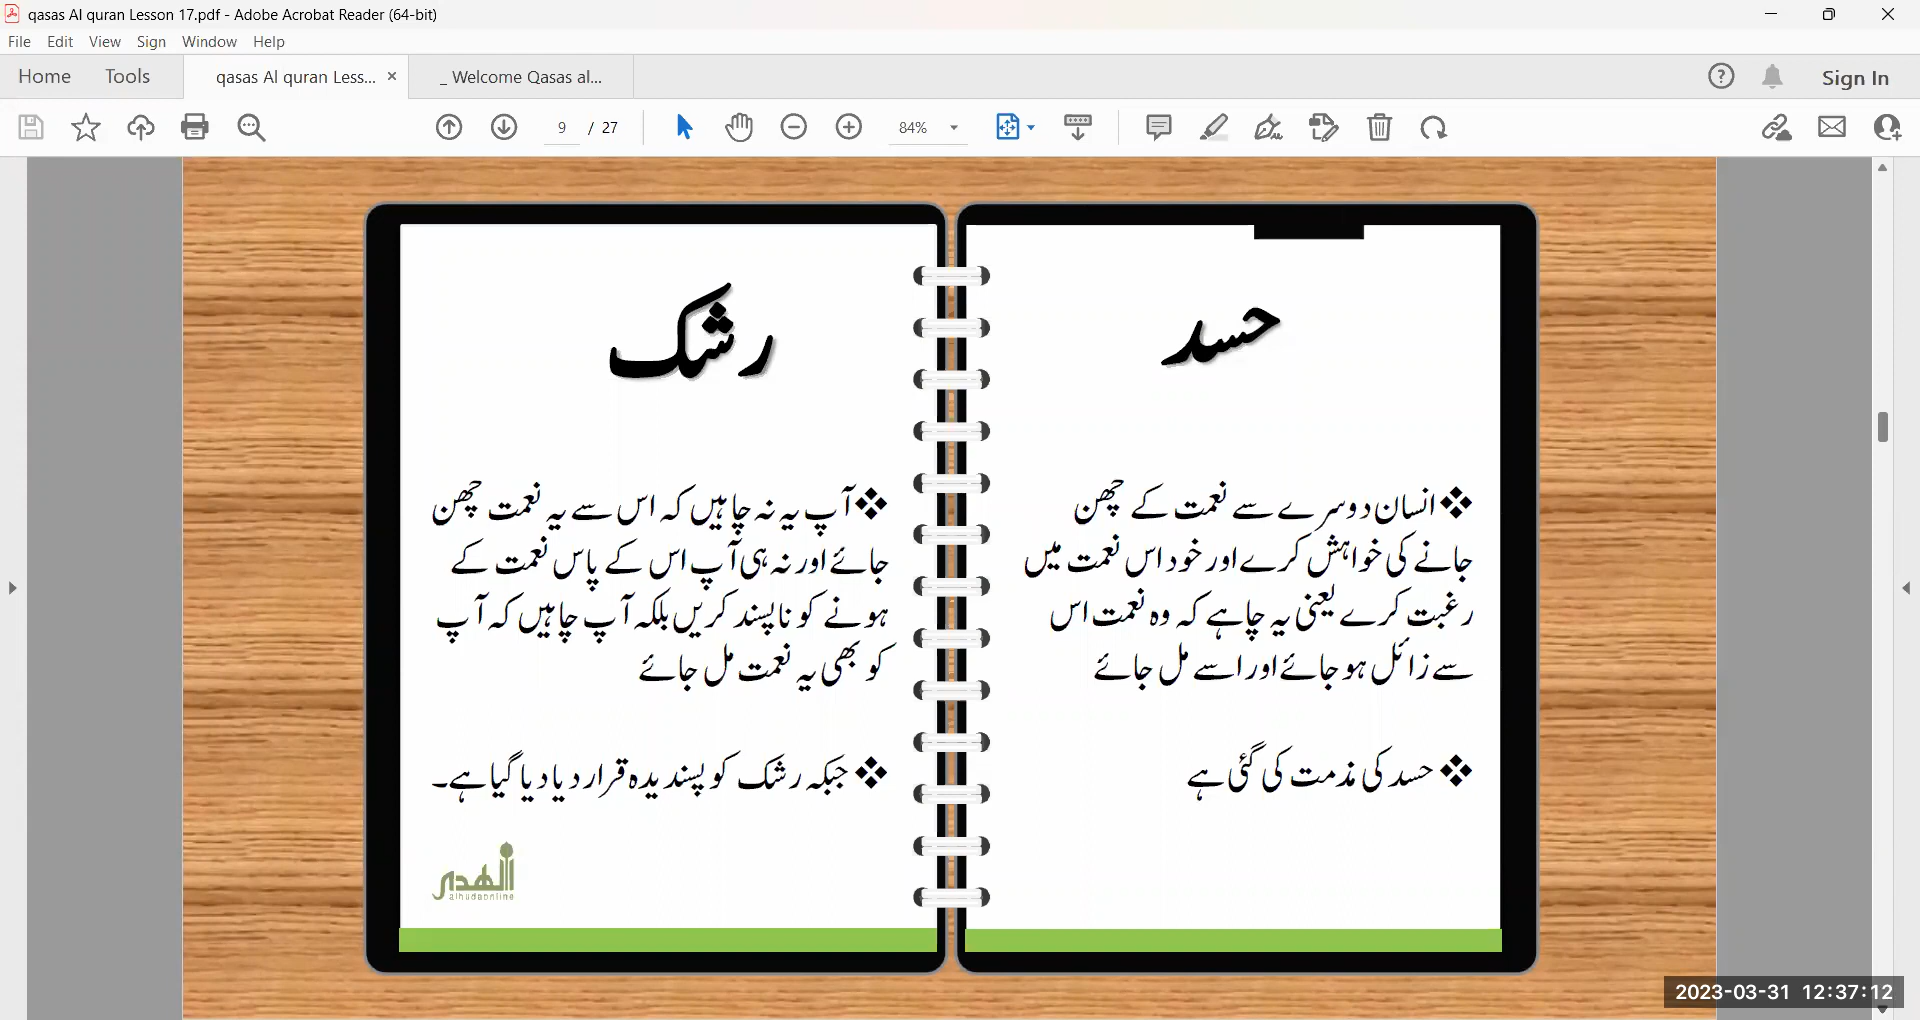 qasas Al quran Lesson 17.pdf - Adobe Acrobat Reader (64-bit)
File Edit View Sign Window Help
Home Tools qasas Al quran Less... × _ Welcome Qasas al... Sign In
9 / 27 84%
حسد
انسان دوسرے سے نعمت کے چھن
جانے کی خواہش کرے اور خود اس نعمت میں
رغبت کرے یعنی یہ چاہے کہ وہ نعمت اس
سے زائل ہو جائے اور اسے مل جائے
حسد کی مذمت کی گئی ہے
رشک
آپ یہ نہ چاہیں کہ اس سے یہ نعمت چھن
جائے اور نہ ہی آپ اس کے پاس نعمت کے
ہونے کو ناپسند کریں بلکہ آپ چاہیں کہ آپ
کو بھی یہ نعمت مل جائے
جبکہ رشک کو پسندیدہ قرار دیا دیا گیا ہے۔
الهدى
alhudaonline
2023-03-31 12:37:12